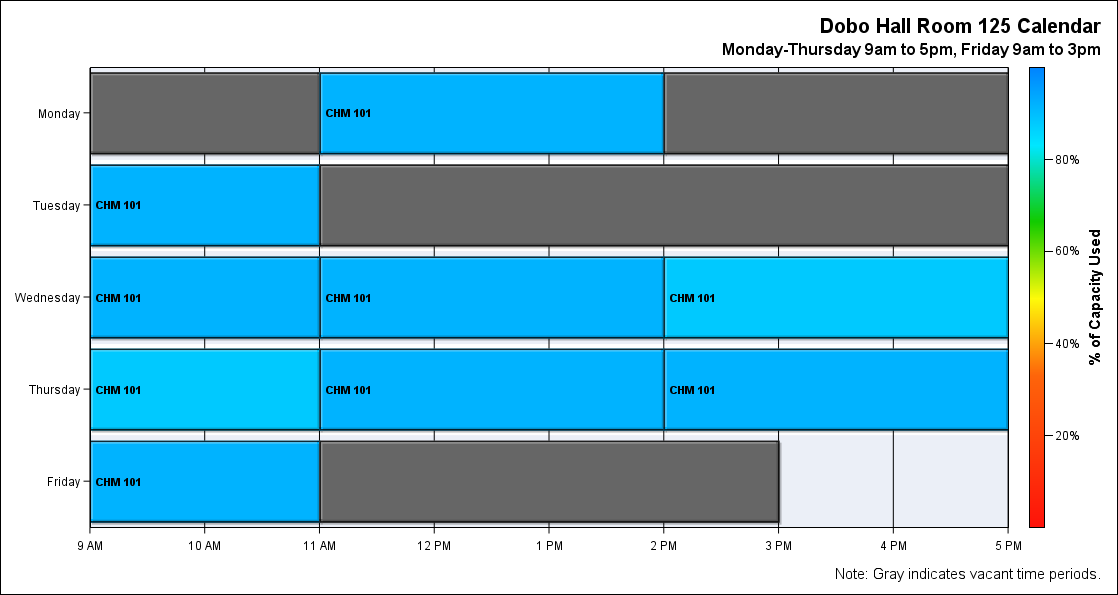 Dobo Hall Room 125 Calendar
Monday-Thursday 9am to 5pm, Friday 9am to 3pm
Monday
CHM 101
Tuesday
CHM 101
Wednesday
CHM 101
CHM 101
CHM 101
Thursday
CHM 101
CHM 101
CHM 101
Friday
CHM 101
9 AM
10 AM
11 AM
12 PM
1 PM
2 PM
3 PM
4 PM
5 PM
80%
60%
40%
20%
% of Capacity Used
Note: Gray indicates vacant time periods.